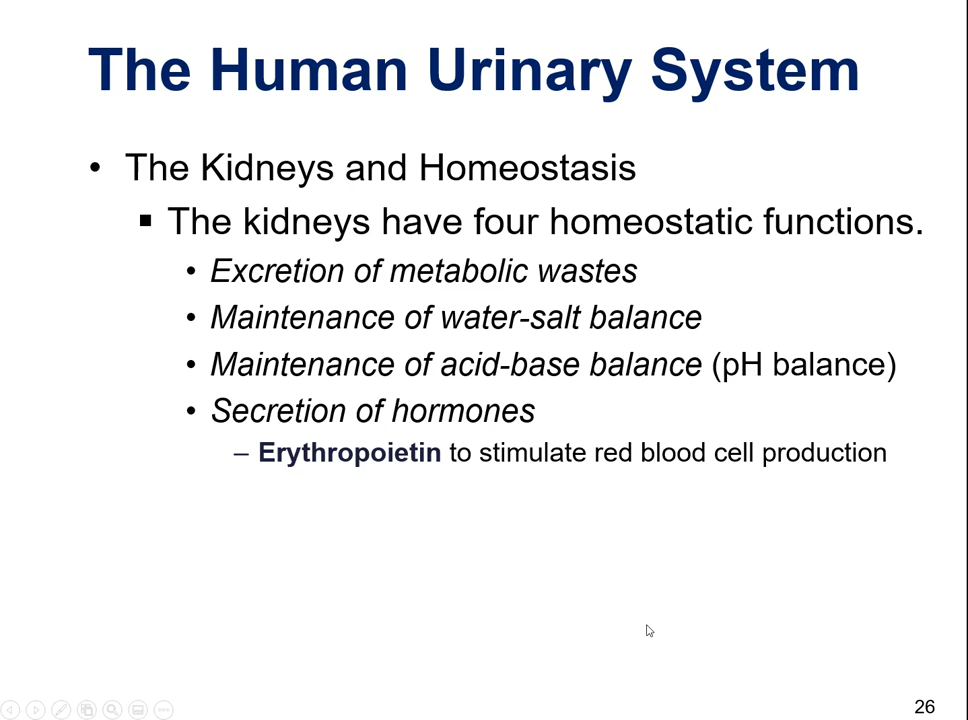 The Human Urinary System
• The Kidneys and Homeostasis
▪ The kidneys have four homeostatic functions.
• Excretion of metabolic wastes
• Maintenance of water-salt balance
• Maintenance of acid-base balance (pH balance)
• Secretion of hormones
– Erythropoietin to stimulate red blood cell production
26